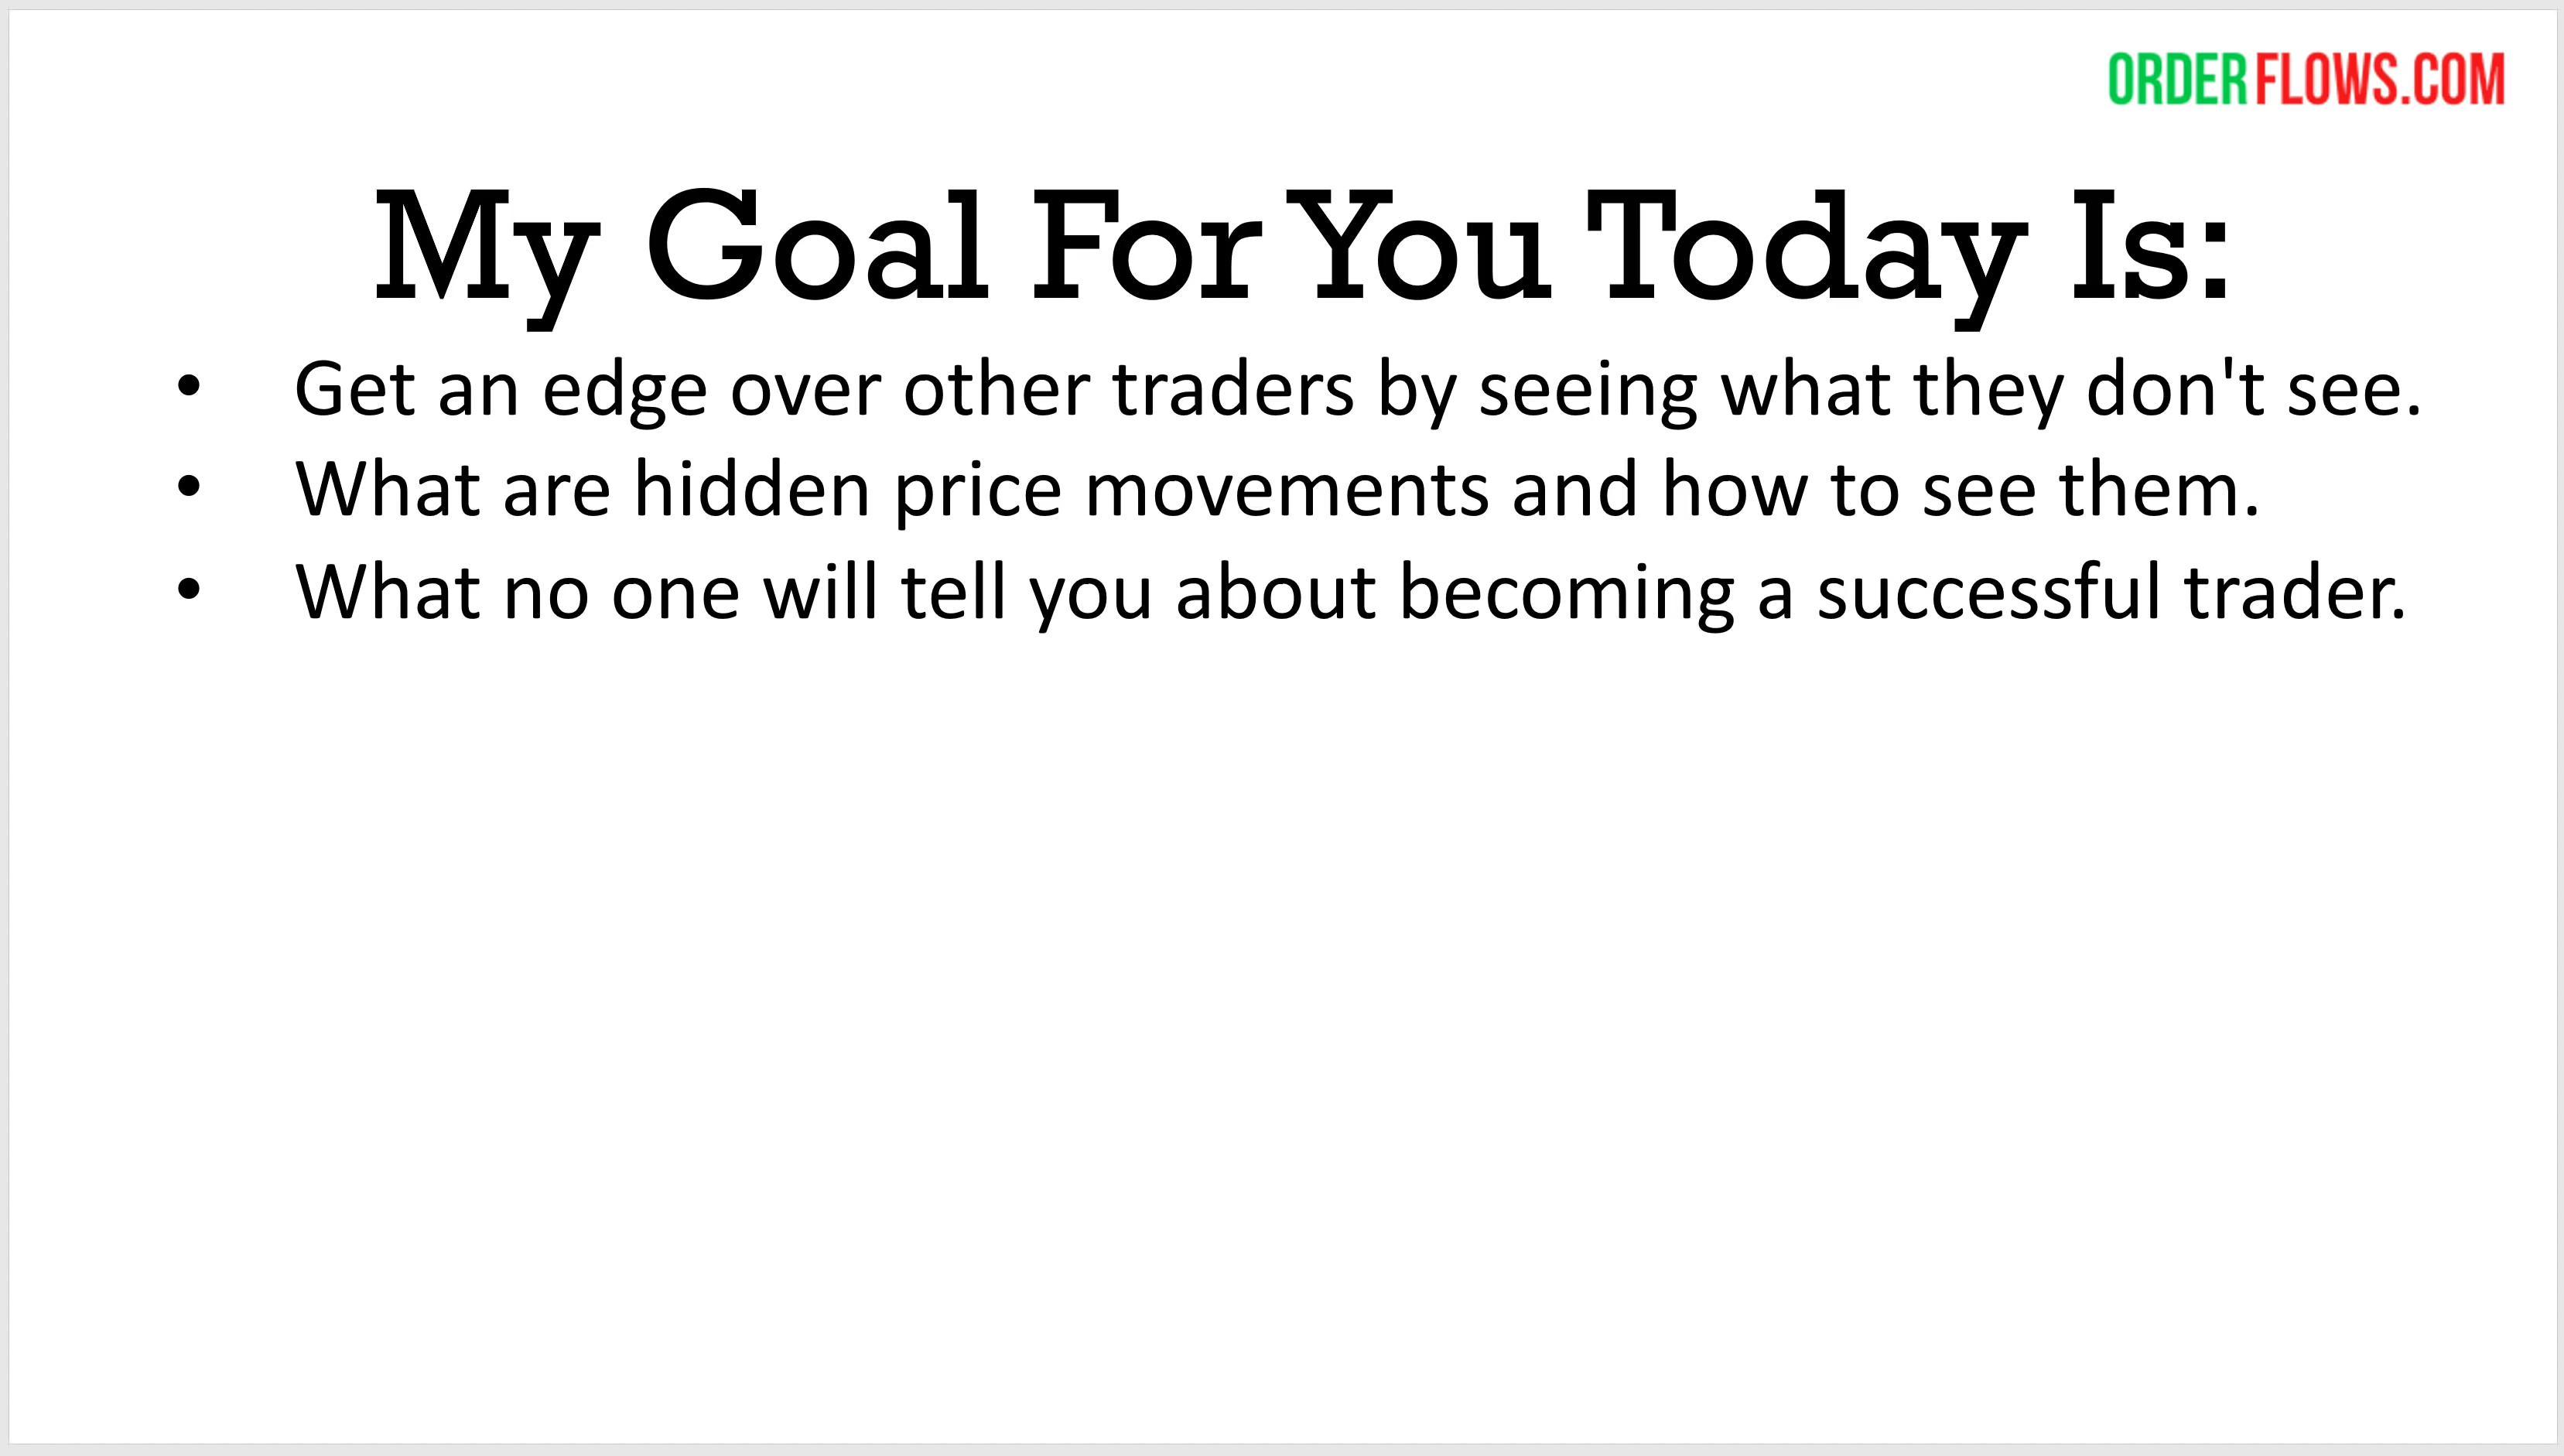 ORDERFLOWS.COM
My Goal For You Today Is:
• Get an edge over other traders by seeing what they don't see.
• What are hidden price movements and how to see them.
• What no one will tell you about becoming a successful trader.